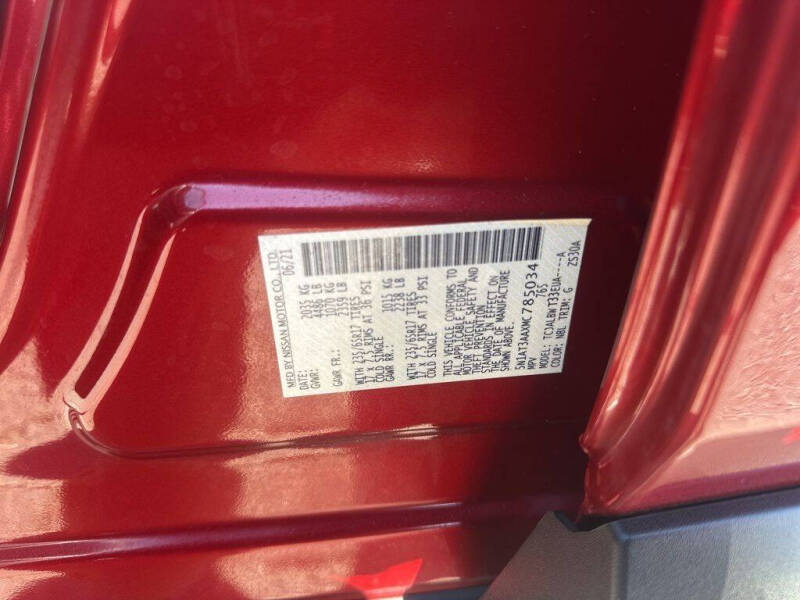 MFD BY NISSAN MOTOR CO., LTD.
DATE: 06/21
GVWR: 2035 KG
4486 LB
GAWR FR.: 1070 KG
2359 LB
WITH 235/65R17 TIRES
17 X 7.5 RIMS AT 36 PSI
COLD SINGLE
GAWR RR.: 1015 KG
2238 LB
WITH 235/65R17 TIRES
17 X 7.5 RIMS AT 33 PSI
COLD SINGLE
THIS VEHICLE CONFORMS TO
ALL APPLICABLE FEDERAL
MOTOR VEHICLE SAFETY AND
THEFT PREVENTION
STANDARDS IN EFFECT ON
THE DATE OF MANUFACTURE
SHOWN ABOVE.
5N1AT3AAXMC785034
MPV 765
MODEL: TCJALBWT33EUA----A
COLOR: NBL TRIM: G ZS30A